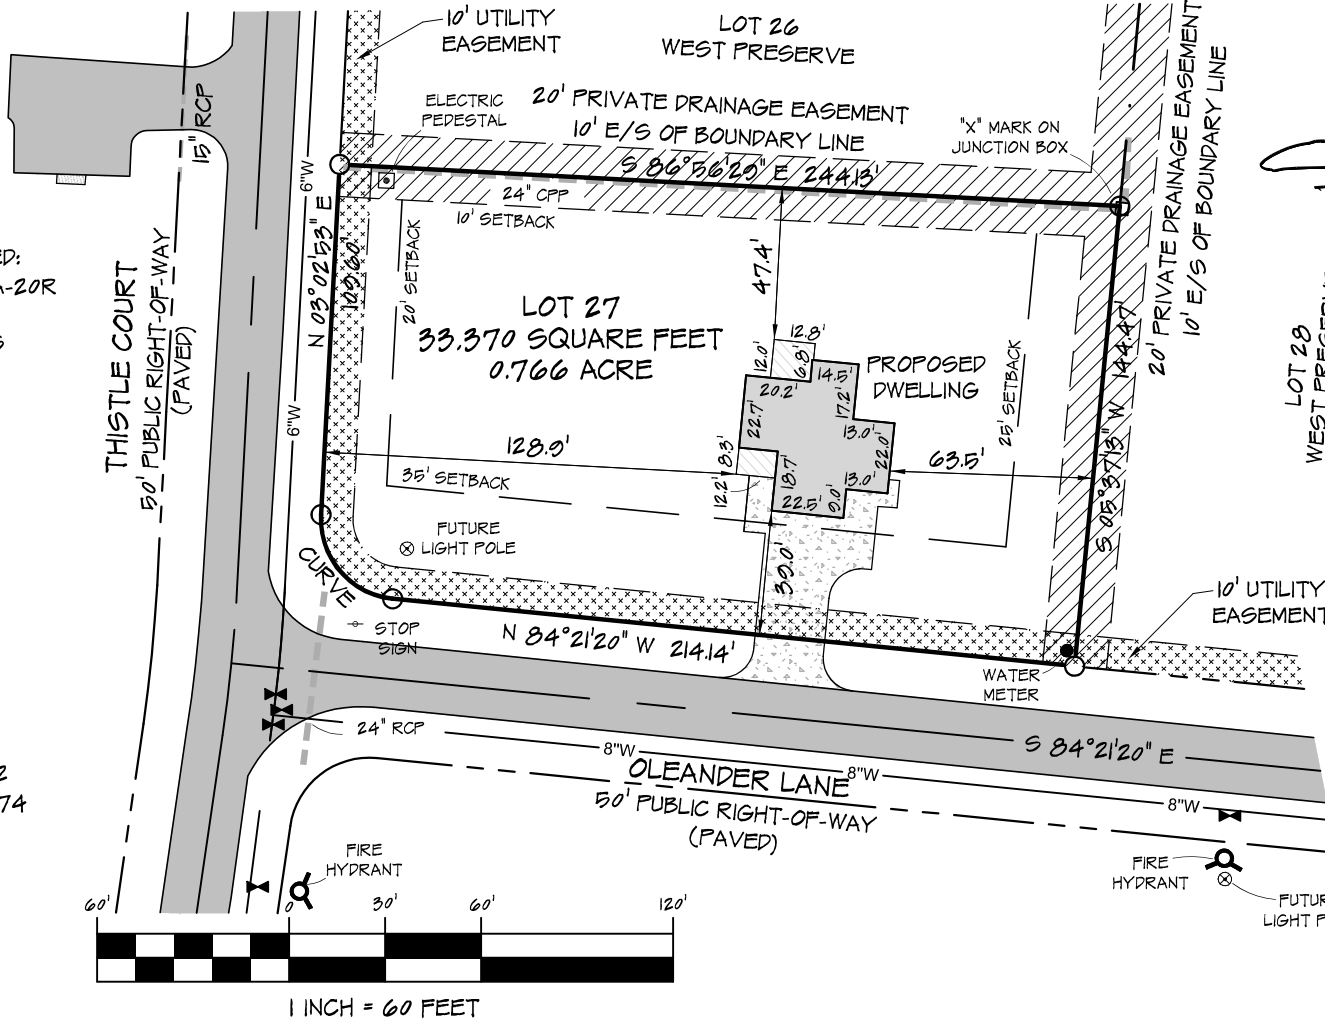 10' UTILITY
EASEMENT
LOT 26
WEST PRESERVE
20' PRIVATE DRAINAGE EASEMENT
10' E/S OF BOUNDARY LINE
ELECTRIC
PEDESTAL
20' PRIVATE DRAINAGE EASEMENT
10' E/S OF BOUNDARY LINE
"X" MARK ON
JUNCTION BOX
15" RCP
6"W
S 86°56'29" E 244.13'
24" CPP
10' SETBACK
N 03°02'53" E
109.60'
20' SETBACK
47.4'
LOT 27
33.370 SQUARE FEET
0.766 ACRE
THISTLE COURT
50' PUBLIC RIGHT-OF-WAY
(PAVED)
6"W
12.8'
12.0'
6.8'
14.5'
20.2'
17.2'
22.7'
13.0'
22.0'
8.3'
18.7'
13.0'
12.2'
22.5'
9.0'
PROPOSED
DWELLING
25' SETBACK
S 05°37'13" W 144.47'
LOT 28
128.9'
63.5'
35' SETBACK
FUTURE
LIGHT POLE
39.0'
CURVE
STOP
SIGN
N 84°21'20" W 214.14'
10' UTILITY
EASEMENT
WATER
METER
24" RCP
S 84°21'20" E
8"W
OLEANDER LANE
8"W
50' PUBLIC RIGHT-OF-WAY
(PAVED)
8"W
FIRE
HYDRANT
FIRE
HYDRANT
60' 0' 30' 60' 120'
1 INCH = 60 FEET